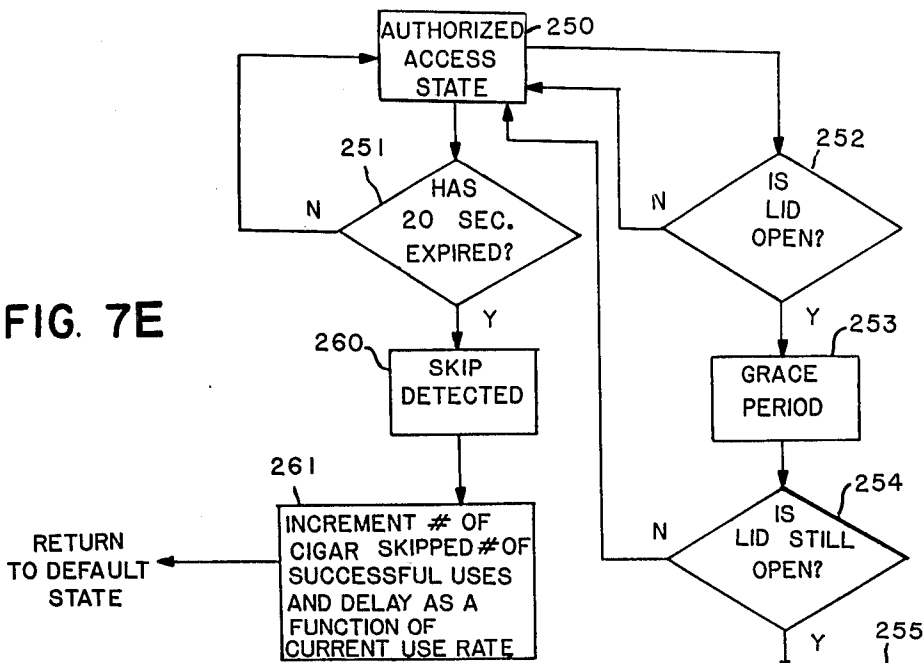 AUTHORIZED
ACCESS
STATE
250
251
HAS
20 SEC.
EXPIRED?
N
Y
252
IS
LID
OPEN?
N
Y
FIG. 7E
260
SKIP
DETECTED
253
GRACE
PERIOD
261
INCREMENT # OF
CIGAR SKIPPED # OF
SUCCESSFUL USES
AND DELAY AS A
FUNCTION OF
CURRENT USE RATE
RETURN
TO DEFAULT
STATE
254
IS
LID STILL
OPEN?
N
Y
255